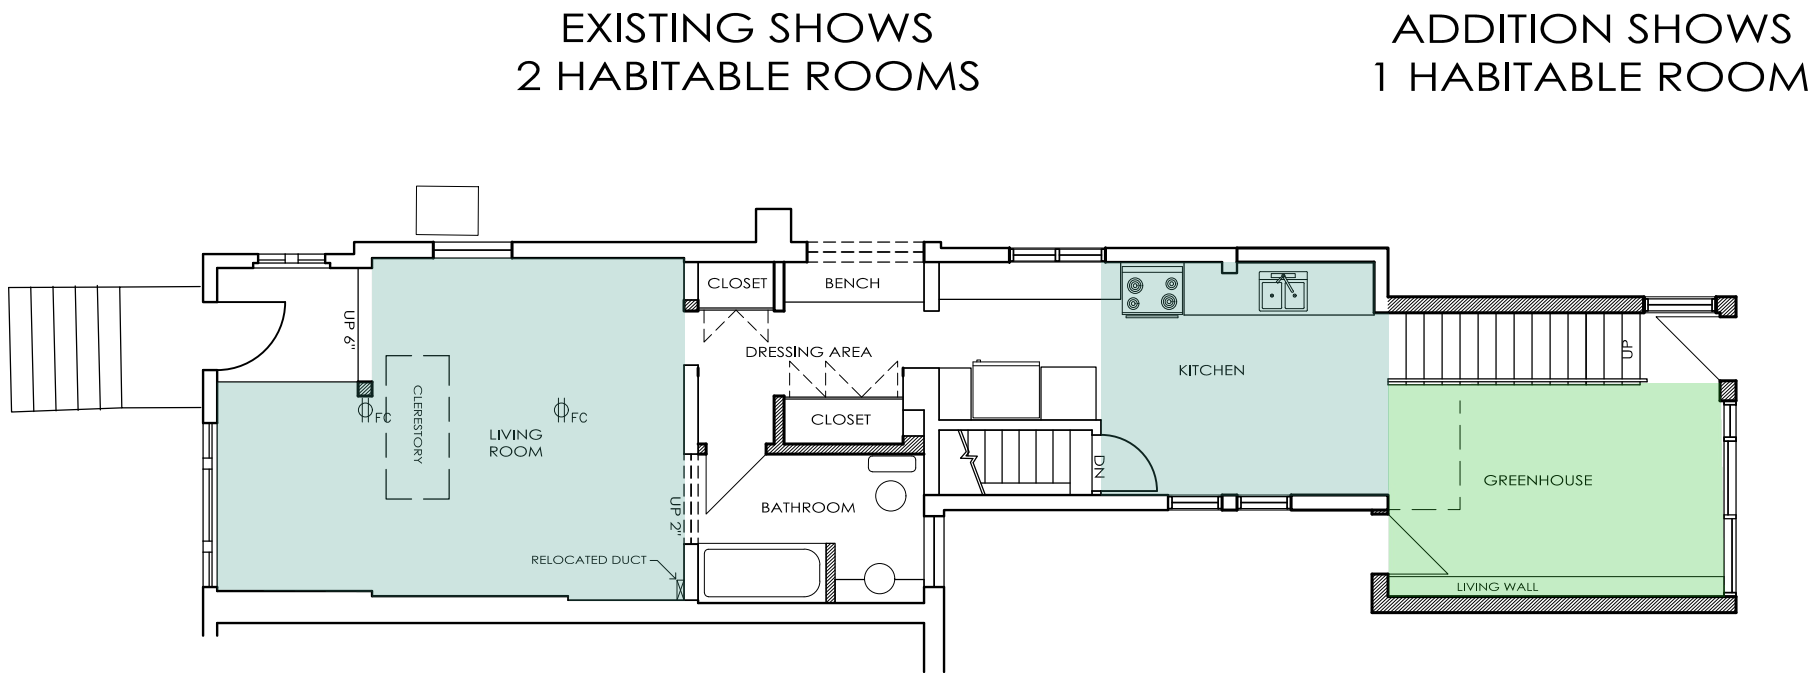 EXISTING SHOWS
2 HABITABLE ROOMS
ADDITION SHOWS
1 HABITABLE ROOM
CLOSET
BENCH
UP 6"
DRESSING AREA
UP
KITCHEN
FC
FC
CLERESTORY
LIVING
ROOM
CLOSET
DN
GREENHOUSE
UP 2"
BATHROOM
RELOCATED DUCT
LIVING WALL